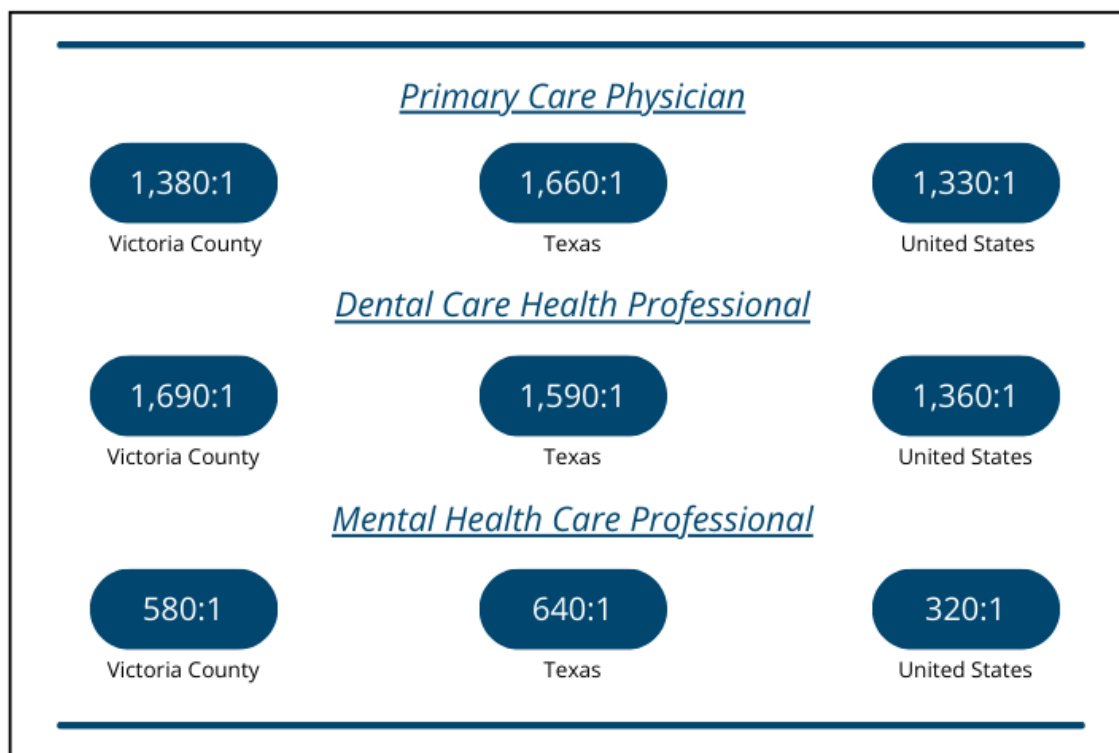 Primary Care Physician
1,380:1 1,660:1 1,330:1
Victoria County Texas United States
Dental Care Health Professional
1,690:1 1,590:1 1,360:1
Victoria County Texas United States
Mental Health Care Professional
580:1 640:1 320:1
Victoria County Texas United States